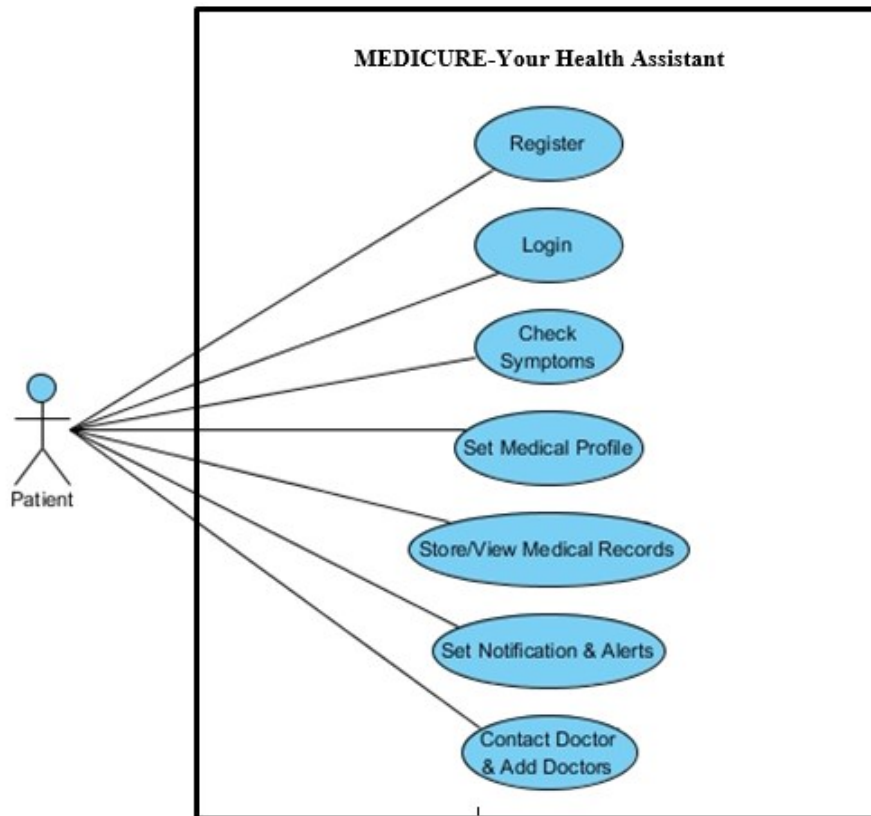 MEDICURE-Your Health Assistant
Register
Login
Check
Symptoms
Set Medical Profile
Patient
Store/View Medical Records
Set Notification & Alerts
Contact Doctor
& Add Doctors